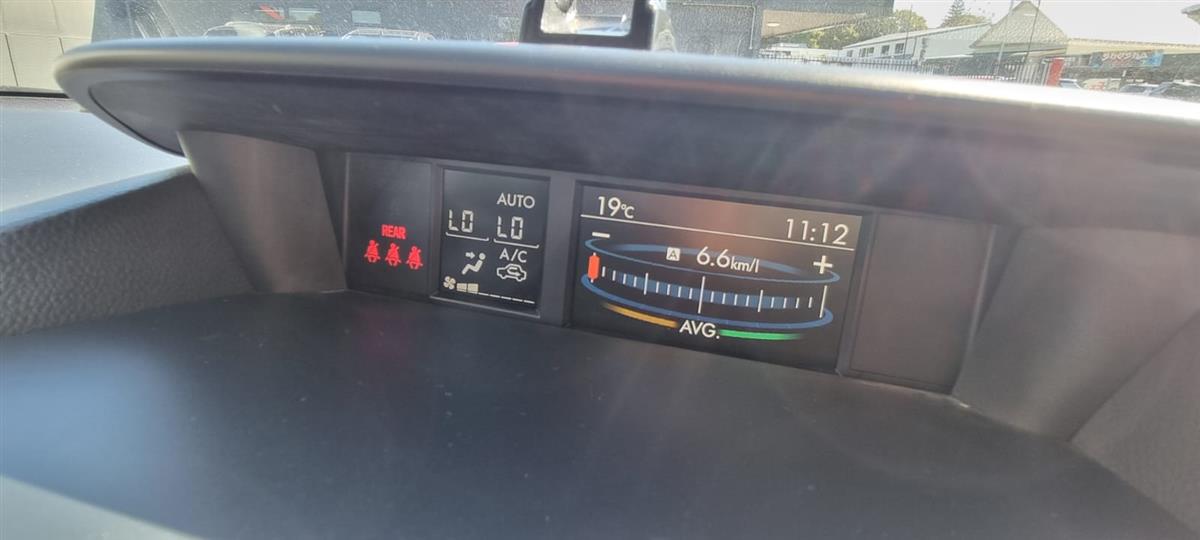 REAR
AUTO
LO LO
A/C
19°C
11:12
A 6.6km/l
− +
AVG.